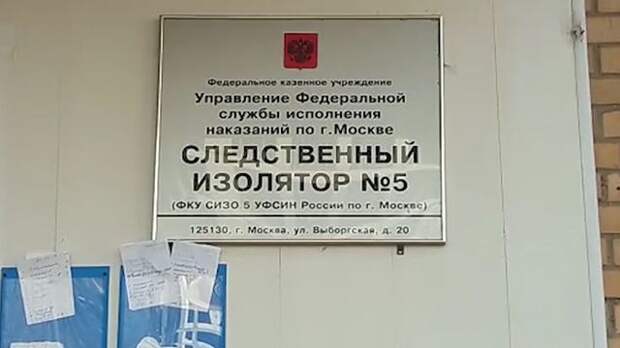 Федеральное казенное учреждение
Управление Федеральной
службы исполнения
наказаний по г.Москве
СЛЕДСТВЕННЫЙ
ИЗОЛЯТОР №5
(ФКУ СИЗО 5 УФСИН России по г. Москве)
125130, г. Москва, ул. Выборгская, д. 20